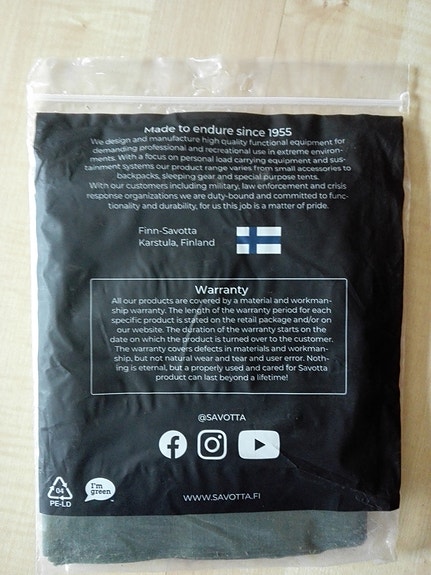 Made to endure since 1955
We design and manufacture high quality functional equipment for
demanding professional and recreational use in extreme environ-
ments. With a focus on personal load carrying equipment and sus-
tainment systems our product range varies from small accessories to
backpacks, sleeping gear and special purpose tents.
With our customers including military, law enforcement and crisis
response organizations we are duty-bound and committed to func-
tionality and durability, for us this job is a matter of pride.
Finn-Savotta
Karstula, Finland
Warranty
All our products are covered by a material and workman-
ship warranty. The length of the warranty period for each
specific product is stated on the retail package and/or on
our website. The duration of the warranty starts on the
date on which the product is turned over to the customer.
The warranty covers defects in materials and workman-
ship, but not natural wear and tear and user error. Noth-
ing is eternal, but a properly used and cared for Savotta
product can last beyond a lifetime!
@SAVOTTA
04
PE-LD
I'm
green™
WWW.SAVOTTA.FI